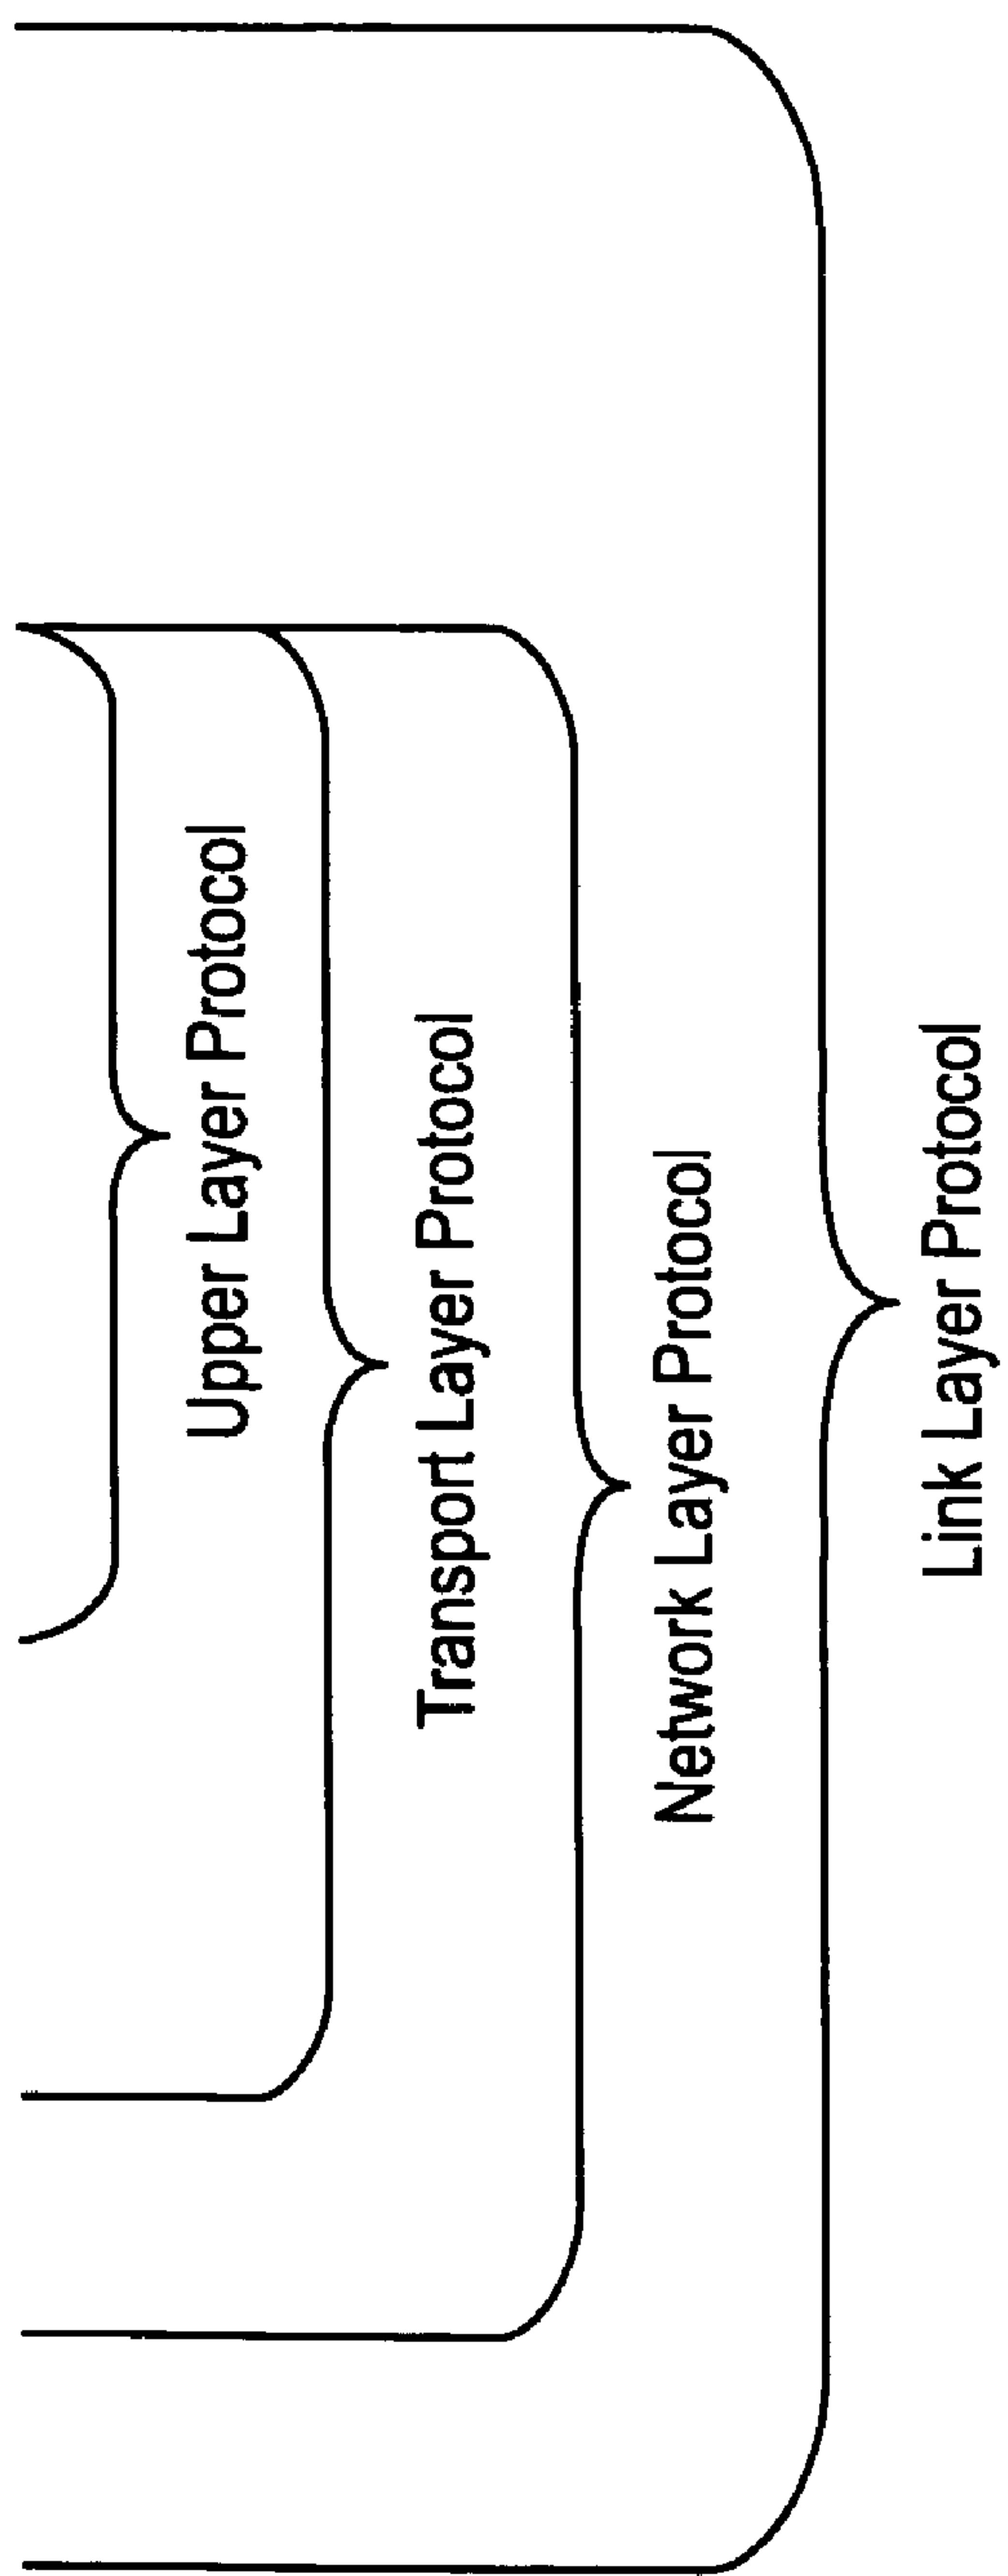 Upper Layer Protocol
Transport Layer Protocol
Network Layer Protocol
Link Layer Protocol